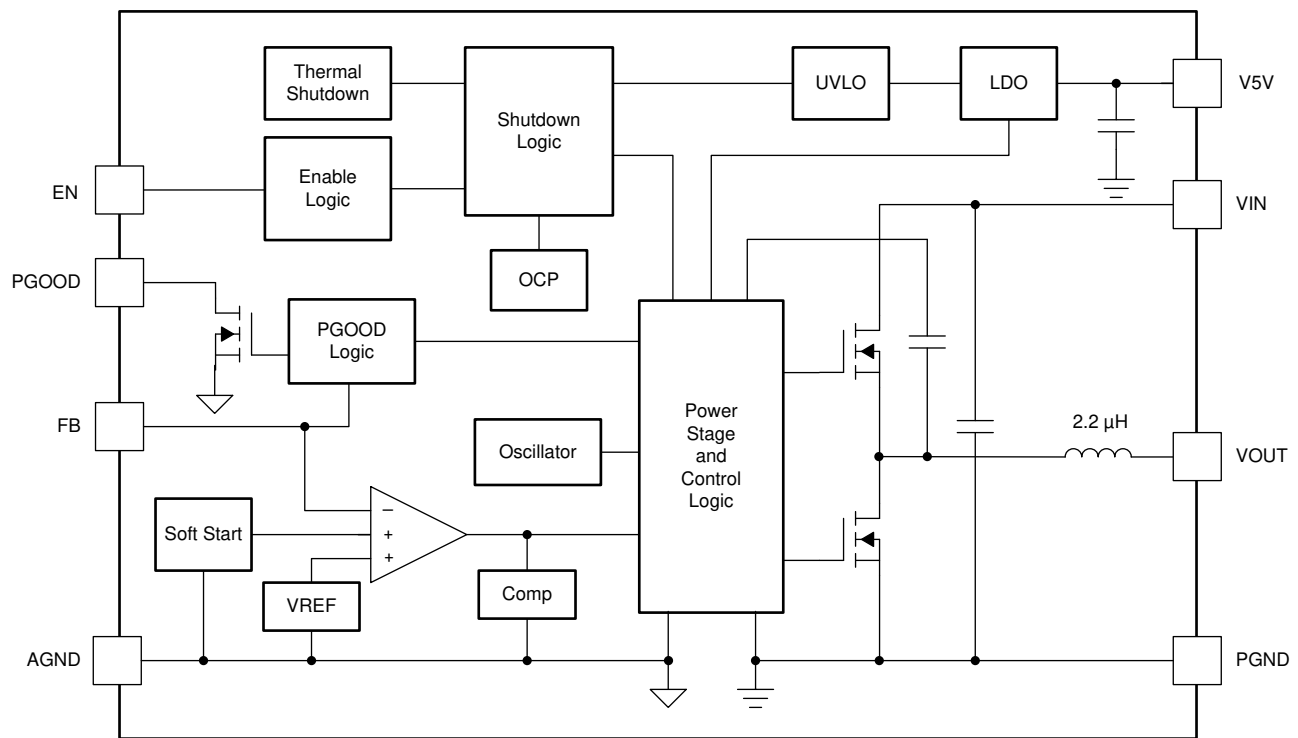 Thermal
Shutdown
Shutdown
Logic
UVLO
LDO
V5V
EN
Enable
Logic
VIN
PGOOD
OCP
PGOOD
Logic
FB
Oscillator
Power
Stage
and
Control
Logic
2.2 µH
VOUT
Soft Start
−
+
+
VREF
Comp
AGND
PGND